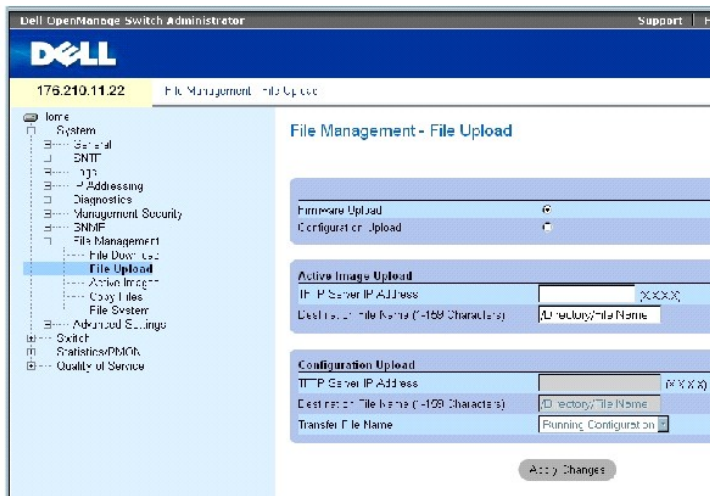 Dell OpenManage Switch Administrator
Support
DELL
176.210.11.22
File Management - File Upload
Home
System
General
SNTP
Logs
IP Addressing
Diagnostics
Management Security
SNMP
File Management
File Download
File Upload
Active Images
Copy Files
File System
Advanced Settings
Switch
Statistics/RMON
Quality of Service
File Management - File Upload
Firmware Upload
Configuration Upload
Active Image Upload
TFTP Server IP Address (X.X.X.X)
Destination File Name (1-159 Characters) /Directory/File Name
Configuration Upload
TFTP Server IP Address (X.X.X.X)
Destination File Name (1-159 Characters) /Directory/File Name
Transfer File Name Running Configuration
Apply Changes